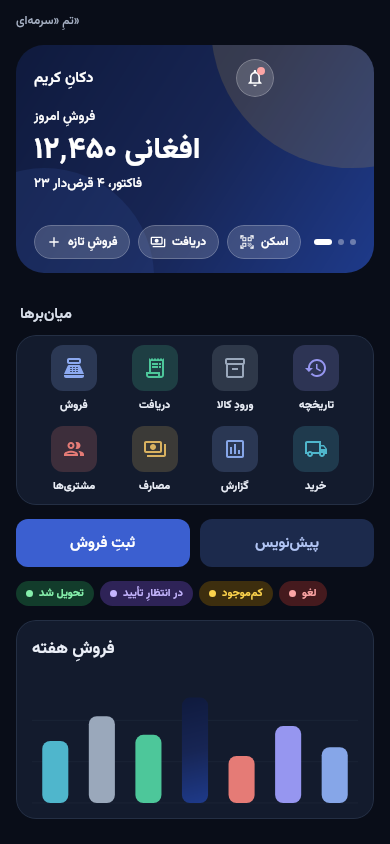 «تمِ «سرمه‌ای
دکانِ کریم
فروشِ امروز
۱۲,۴۵۰ افغانی
۲۳ فاکتور، ۴ قرض‌دار
فروشِ تازه
دریافت
اسکن
میان‌برها
فروش
دریافت
ورودِ کالا
تاریخچه
مشتری‌ها
مصارف
گزارش
خرید
ثبتِ فروش
پیش‌نویس
تحویل شد
در انتظارِ تأیید
کم‌موجود
لغو
فروشِ هفته